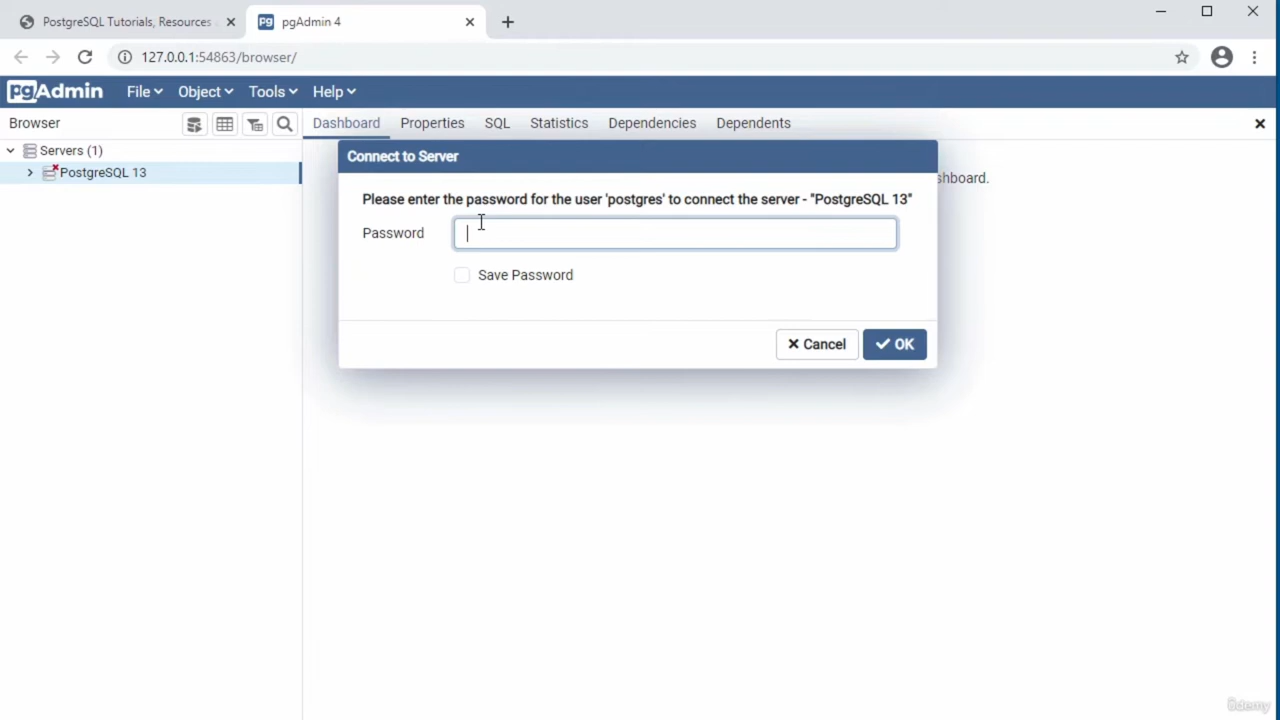 PostgreSQL Tutorials, Resources
pgAdmin 4
127.0.0.1:54863/browser/
pgAdmin File Object Tools Help
Browser
Dashboard Properties SQL Statistics Dependencies Dependents
Servers (1)
PostgreSQL 13
Connect to Server
shboard.
Please enter the password for the user 'postgres' to connect the server - "PostgreSQL 13"
Password
Save Password
Cancel OK
ûdemy